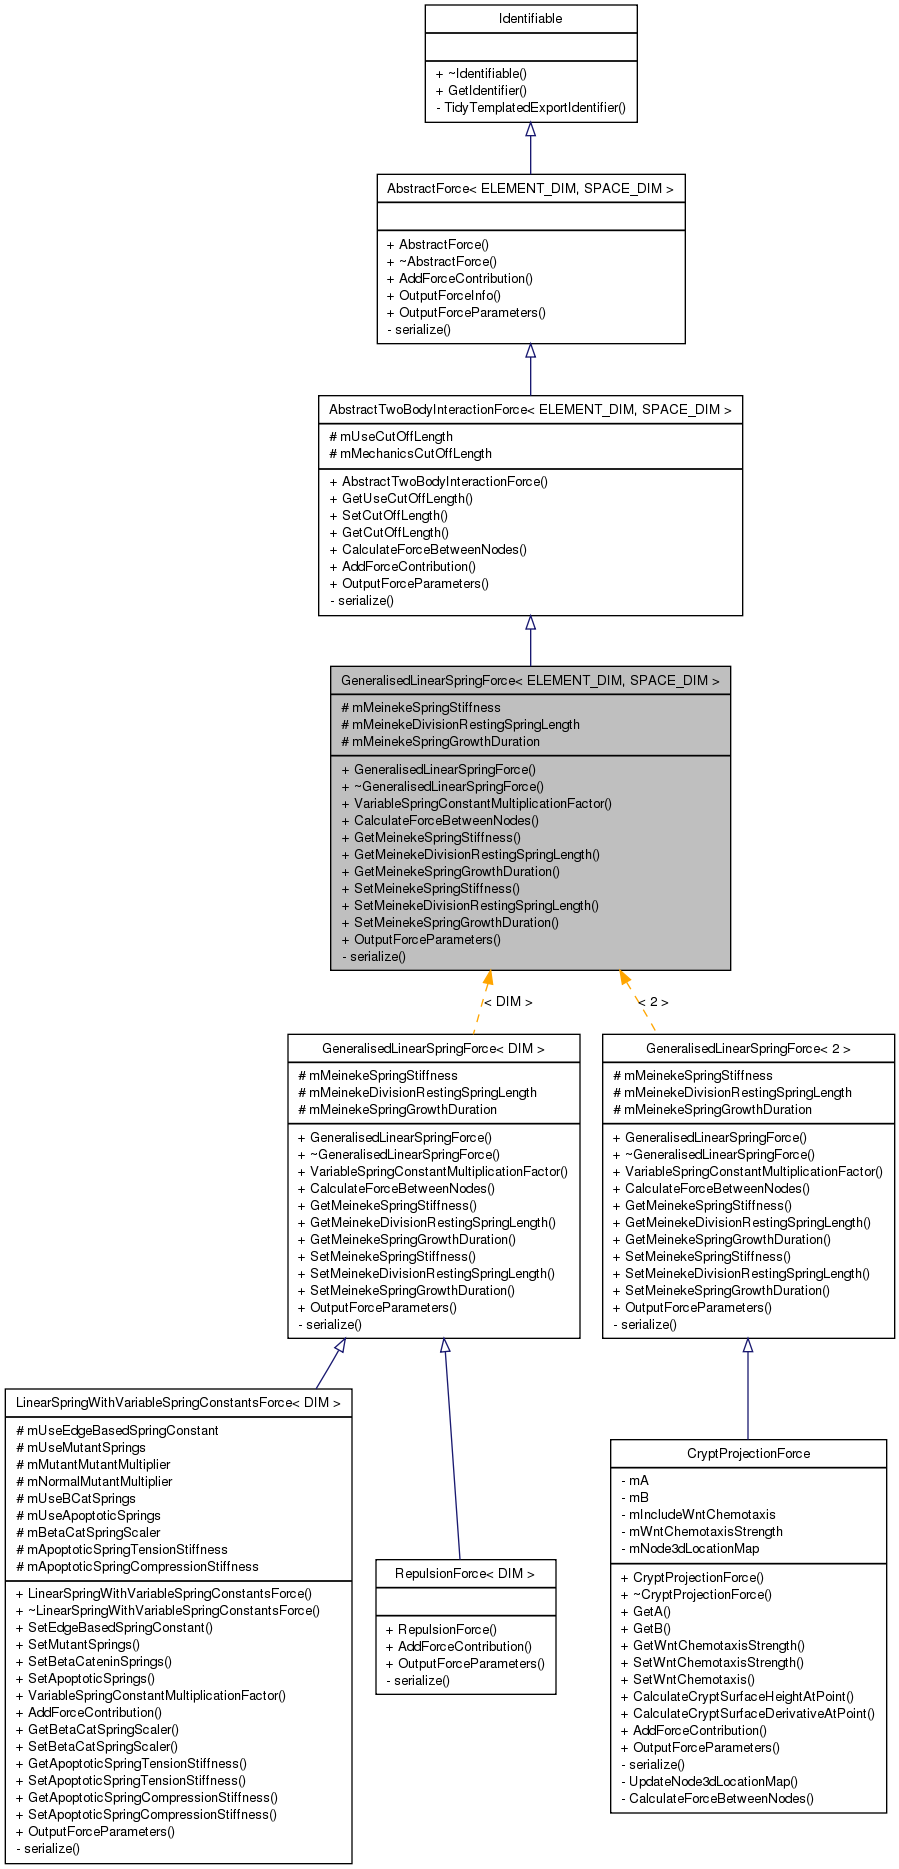 Identifiable
+ ~Identifiable()
+ GetIdentifier()
- TidyTemplatedExportIdentifier()
AbstractForce< ELEMENT_DIM, SPACE_DIM >
+ AbstractForce()
+ ~AbstractForce()
+ AddForceContribution()
+ OutputForceInfo()
+ OutputForceParameters()
- serialize()
AbstractTwoBodyInteractionForce< ELEMENT_DIM, SPACE_DIM >
# mUseCutOffLength
# mMechanicsCutOffLength
+ AbstractTwoBodyInteractionForce()
+ GetUseCutOffLength()
+ SetCutOffLength()
+ GetCutOffLength()
+ CalculateForceBetweenNodes()
+ AddForceContribution()
+ OutputForceParameters()
- serialize()
GeneralisedLinearSpringForce< ELEMENT_DIM, SPACE_DIM >
# mMeinekeSpringStiffness
# mMeinekeDivisionRestingSpringLength
# mMeinekeSpringGrowthDuration
+ GeneralisedLinearSpringForce()
+ ~GeneralisedLinearSpringForce()
+ VariableSpringConstantMultiplicationFactor()
+ CalculateForceBetweenNodes()
+ GetMeinekeSpringStiffness()
+ GetMeinekeDivisionRestingSpringLength()
+ GetMeinekeSpringGrowthDuration()
+ SetMeinekeSpringStiffness()
+ SetMeinekeDivisionRestingSpringLength()
+ SetMeinekeSpringGrowthDuration()
+ OutputForceParameters()
- serialize()
< DIM >
< 2 >
GeneralisedLinearSpringForce< DIM >
# mMeinekeSpringStiffness
# mMeinekeDivisionRestingSpringLength
# mMeinekeSpringGrowthDuration
+ GeneralisedLinearSpringForce()
+ ~GeneralisedLinearSpringForce()
+ VariableSpringConstantMultiplicationFactor()
+ CalculateForceBetweenNodes()
+ GetMeinekeSpringStiffness()
+ GetMeinekeDivisionRestingSpringLength()
+ GetMeinekeSpringGrowthDuration()
+ SetMeinekeSpringStiffness()
+ SetMeinekeDivisionRestingSpringLength()
+ SetMeinekeSpringGrowthDuration()
+ OutputForceParameters()
- serialize()
GeneralisedLinearSpringForce< 2 >
# mMeinekeSpringStiffness
# mMeinekeDivisionRestingSpringLength
# mMeinekeSpringGrowthDuration
+ GeneralisedLinearSpringForce()
+ ~GeneralisedLinearSpringForce()
+ VariableSpringConstantMultiplicationFactor()
+ CalculateForceBetweenNodes()
+ GetMeinekeSpringStiffness()
+ GetMeinekeDivisionRestingSpringLength()
+ GetMeinekeSpringGrowthDuration()
+ SetMeinekeSpringStiffness()
+ SetMeinekeDivisionRestingSpringLength()
+ SetMeinekeSpringGrowthDuration()
+ OutputForceParameters()
- serialize()
LinearSpringWithVariableSpringConstantsForce< DIM >
# mUseEdgeBasedSpringConstant
# mUseMutantSprings
# mMutantMutantMultiplier
# mNormalMutantMultiplier
# mUseBCatSprings
# mUseApoptoticSprings
# mBetaCatSpringScaler
# mApoptoticSpringTensionStiffness
# mApoptoticSpringCompressionStiffness
+ LinearSpringWithVariableSpringConstantsForce()
+ ~LinearSpringWithVariableSpringConstantsForce()
+ SetEdgeBasedSpringConstant()
+ SetMutantSprings()
+ SetBetaCateninSprings()
+ SetApoptoticSprings()
+ VariableSpringConstantMultiplicationFactor()
+ AddForceContribution()
+ GetBetaCatSpringScaler()
+ SetBetaCatSpringScaler()
+ GetApoptoticSpringTensionStiffness()
+ SetApoptoticSpringTensionStiffness()
+ GetApoptoticSpringCompressionStiffness()
+ SetApoptoticSpringCompressionStiffness()
+ OutputForceParameters()
- serialize()
RepulsionForce< DIM >
+ RepulsionForce()
+ AddForceContribution()
+ OutputForceParameters()
- serialize()
CryptProjectionForce
- mA
- mB
- mIncludeWntChemotaxis
- mWntChemotaxisStrength
- mNode3dLocationMap
+ CryptProjectionForce()
+ ~CryptProjectionForce()
+ GetA()
+ GetB()
+ GetWntChemotaxisStrength()
+ SetWntChemotaxisStrength()
+ SetWntChemotaxis()
+ CalculateCryptSurfaceHeightAtPoint()
+ CalculateCryptSurfaceDerivativeAtPoint()
+ AddForceContribution()
+ OutputForceParameters()
- serialize()
- UpdateNode3dLocationMap()
- CalculateForceBetweenNodes()